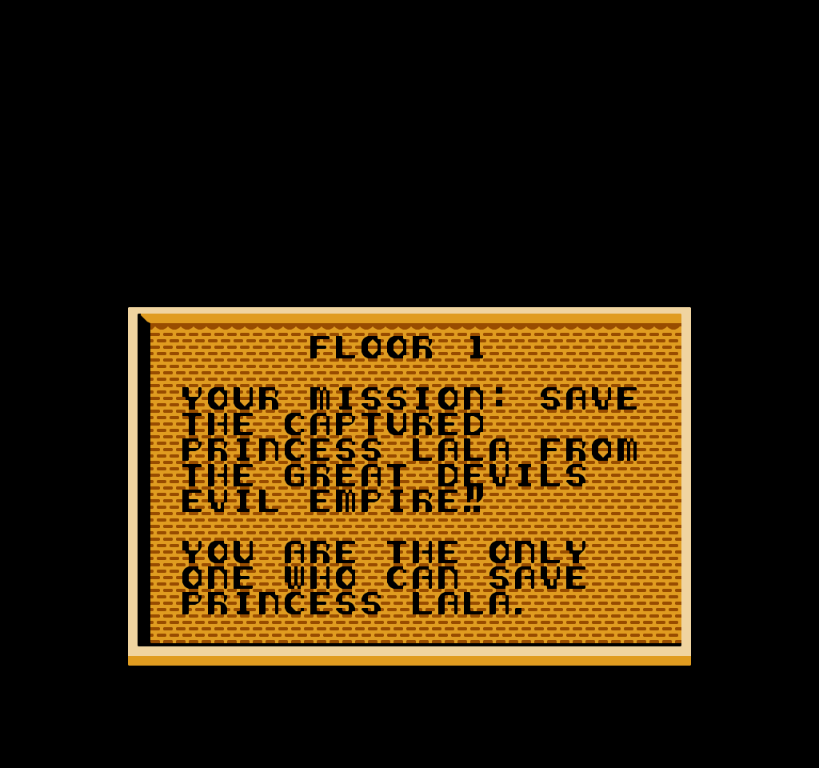 FLOOR 1
YOUR MISSION: SAVE
THE CAPTURED
PRINCESS LALA FROM
THE GREAT DEVILS
EVIL EMPIRE!!
YOU ARE THE ONLY
ONE WHO CAN SAVE
PRINCESS LALA.